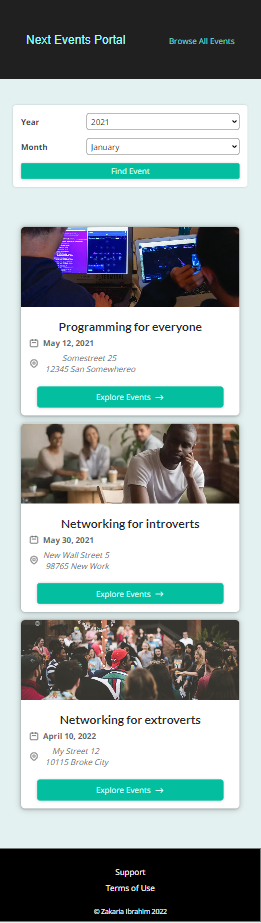 Next Events Portal
Browse All Events
Year
2021
Month
January
Find Event
Programming for everyone
May 12, 2021
Somestreet 25
12345 San Somewhereo
Explore Events →
Networking for introverts
May 30, 2021
New Wall Street 5
98765 New Work
Explore Events →
Networking for extroverts
April 10, 2022
My Street 12
10115 Broke City
Explore Events →
Support
Terms of Use
© Zakaria Ibrahim 2022